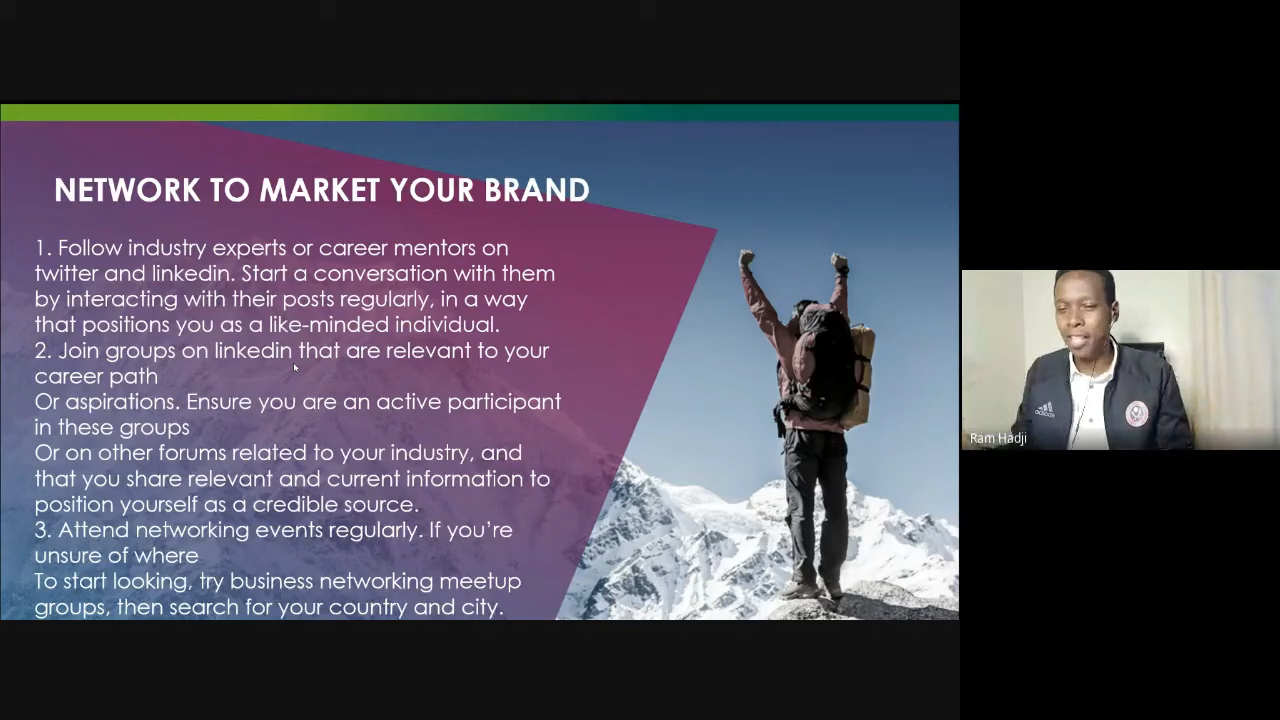 NETWORK TO MARKET YOUR BRAND
1. Follow industry experts or career mentors on
twitter and linkedin. Start a conversation with them
by interacting with their posts regularly, in a way
that positions you as a like-minded individual.
2. Join groups on linkedin that are relevant to your
career path
Or aspirations. Ensure you are an active participant
in these groups
Or on other forums related to your industry, and
that you share relevant and current information to
position yourself as a credible source.
3. Attend networking events regularly. If you’re
unsure of where
To start looking, try business networking meetup
groups, then search for your country and city.
adidas
Ram Hadji